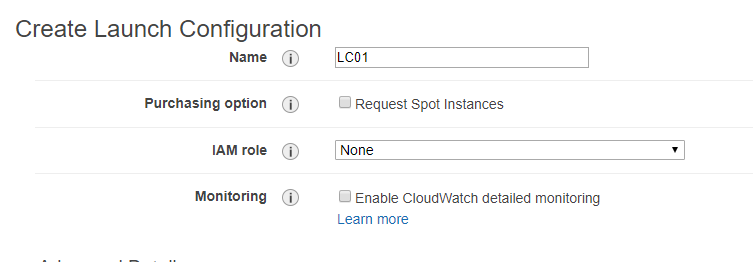 Create Launch Configuration
Name i LC01
Purchasing option i Request Spot Instances
IAM role i None
Monitoring i Enable CloudWatch detailed monitoring
Learn more